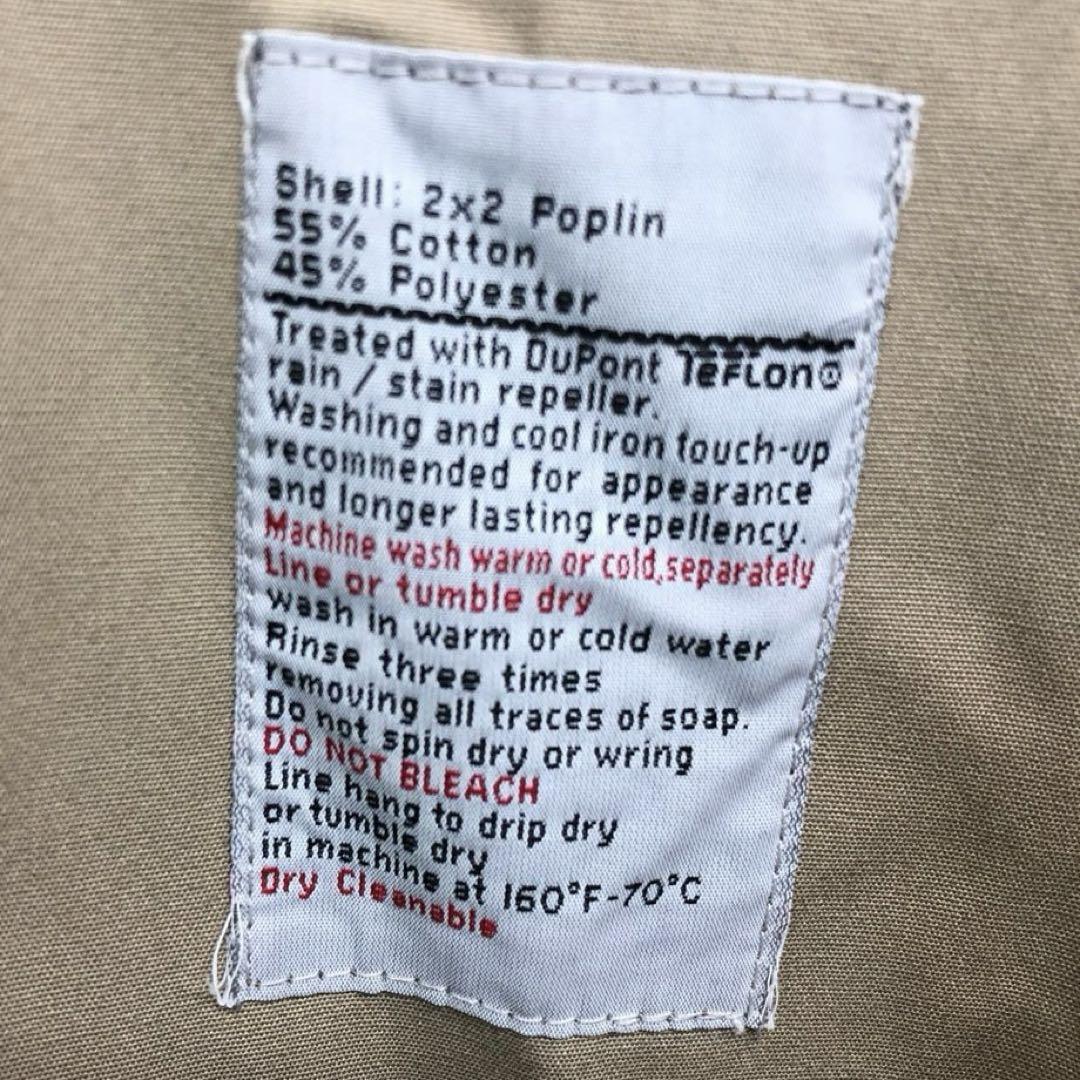 Shell: 2x2 Poplin
55% Cotton
45% Polyester
Treated with DuPont TEFLON®
rain / stain repeller.
Washing and cool iron touch-up
recommended for appearance
and longer lasting repellency.
Machine wash warm or cold,separately
Line or tumble dry
wash in warm or cold water
Rinse three times
removing all traces of soap.
Do not spin dry or wring
DO NOT BLEACH
Line hang to drip dry
or tumble dry
in machine at 160°F-70°C
Dry Cleanable